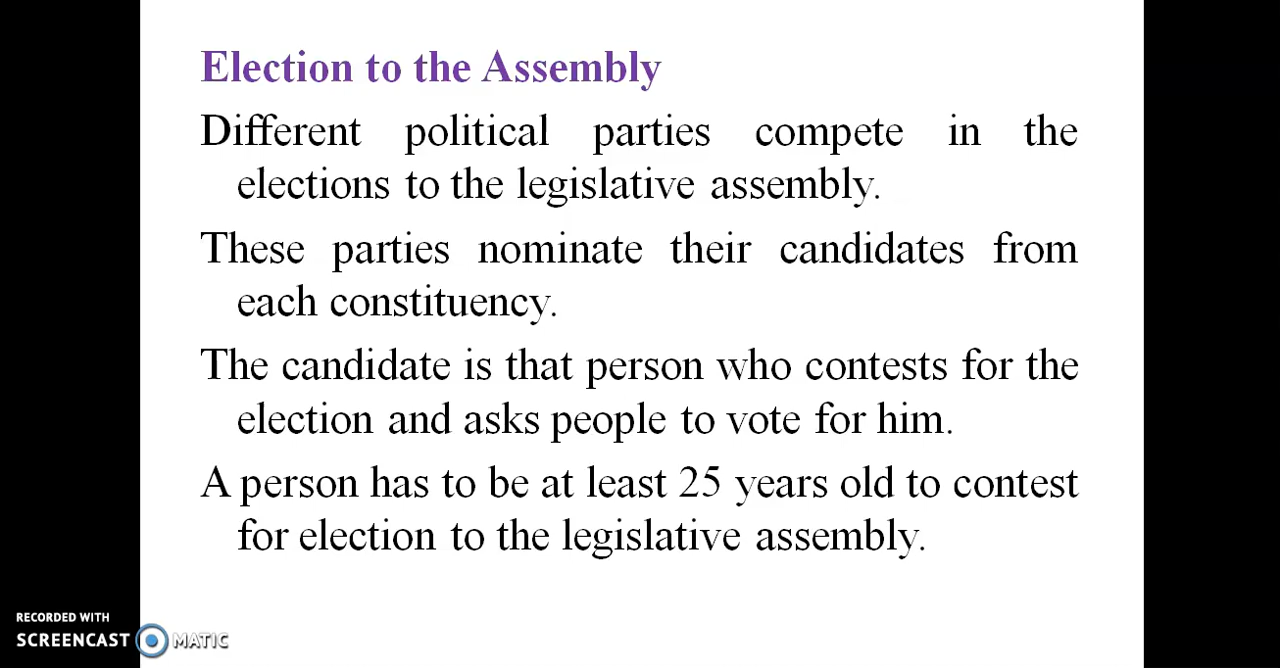 Election to the Assembly
Different political parties compete in the
elections to the legislative assembly.
These parties nominate their candidates from
each constituency.
The candidate is that person who contests for the
election and asks people to vote for him.
A person has to be at least 25 years old to contest
for election to the legislative assembly.
RECORDED WITH
SCREENCAST MATIC